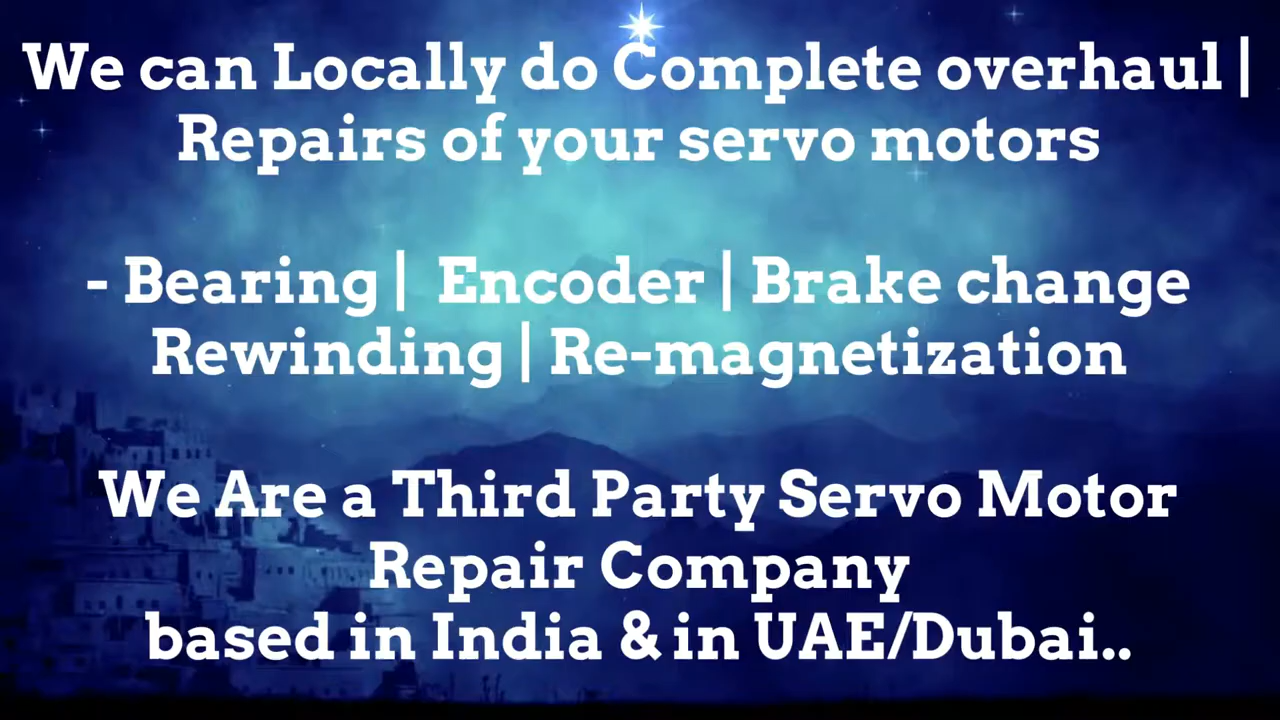 We can Locally do Complete overhaul |
Repairs of your servo motors
- Bearing | Encoder | Brake change
Rewinding | Re-magnetization
We Are a Third Party Servo Motor
Repair Company
based in India & in UAE/Dubai..